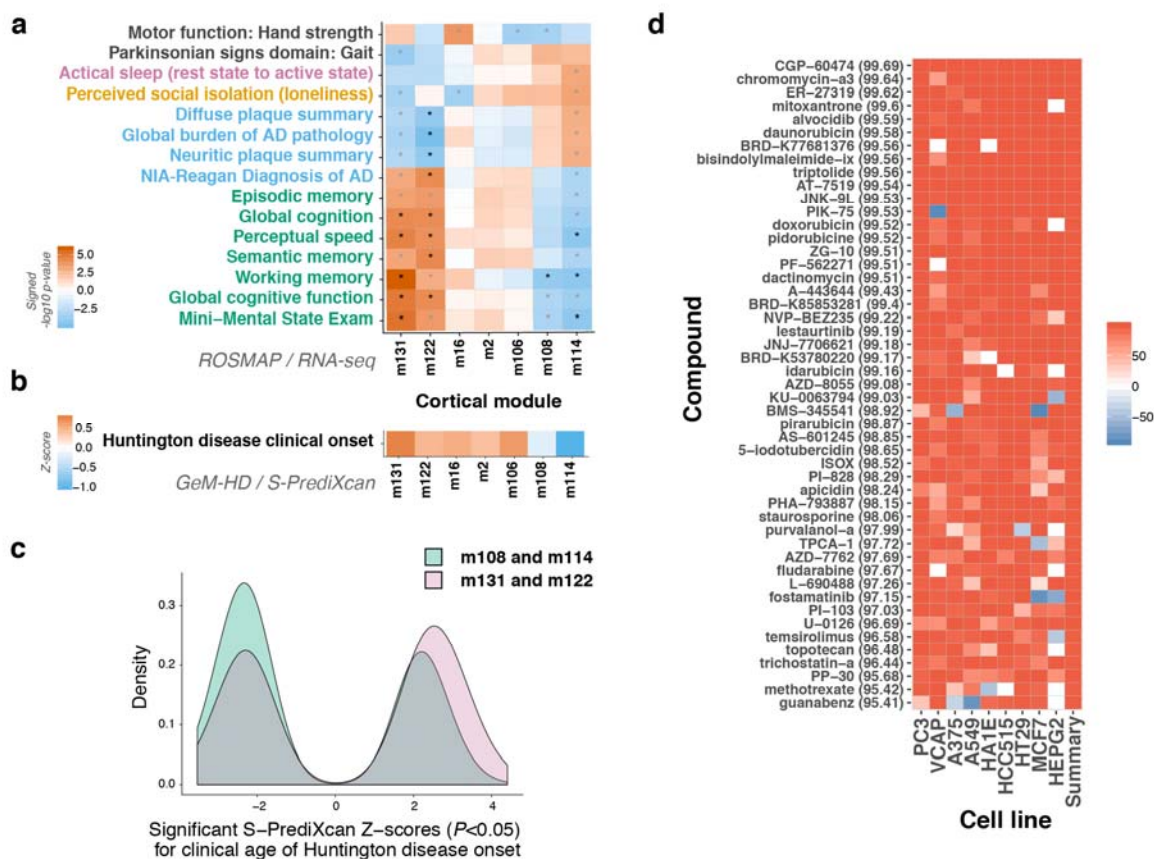 a
Motor function: Hand strength
Parkinsonian signs domain: Gait
Actical sleep (rest state to active state)
Perceived social isolation (loneliness)
Diffuse plaque summary
Global burden of AD pathology
Neuritic plaque summary
NIA−Reagan Diagnosis of AD
Episodic memory
Global cognition
Perceptual speed
Semantic memory
Working memory
Global cognitive function
Mini−Mental State Exam
Signed
-log10 p-value
5.0
2.5
0.0
−2.5
ROSMAP / RNA-seq
m131
m122
m16
m2
m106
m108
m114
Cortical module
b
Z-score
0.5
0.0
−0.5
−1.0
Huntington disease clinical onset
GeM-HD / S-PrediXcan
m131
m122
m16
m2
m106
m108
m114
c
m108 and m114
m131 and m122
Density
0.3
0.2
0.1
0.0
−2
0
2
4
Significant S−PrediXcan Z−scores (P<0.05)
for clinical age of Huntington disease onset
d
Compound
CGP−60474 (99.69)
chromomycin−a3 (99.64)
ER−27319 (99.62)
mitoxantrone (99.6)
alvocidib (99.59)
daunorubicin (99.58)
BRD−K77681376 (99.56)
bisindolylmaleimide−ix (99.56)
triptolide (99.56)
AT−7519 (99.54)
JNK−9L (99.53)
PIK−75 (99.53)
doxorubicin (99.52)
pidorubicine (99.52)
ZG−10 (99.51)
PF−562271 (99.51)
dactinomycin (99.51)
A−443644 (99.43)
BRD−K85853281 (99.4)
NVP−BEZ235 (99.22)
lestaurtinib (99.19)
JNJ−7706621 (99.18)
BRD−K53780220 (99.17)
idarubicin (99.16)
AZD−8055 (99.08)
KU−0063794 (99.03)
BMS−345541 (98.92)
pirarubicin (98.87)
AS−601245 (98.85)
5−iodotubercidin (98.65)
ISOX (98.52)
PI−828 (98.29)
apicidin (98.24)
PHA−793887 (98.15)
staurosporine (98.06)
purvalanol−a (97.99)
TPCA−1 (97.72)
AZD−7762 (97.69)
fludarabine (97.67)
L−690488 (97.26)
fostamatinib (97.15)
PI−103 (97.03)
U−0126 (96.69)
temsirolimus (96.58)
topotecan (96.48)
trichostatin−a (96.44)
PP−30 (95.68)
methotrexate (95.42)
guanabenz (95.41)
PC3
VCAP
A375
A549
HA1E
HCC515
HT29
MCF7
HEPG2
Summary
Cell line
50
0
−50